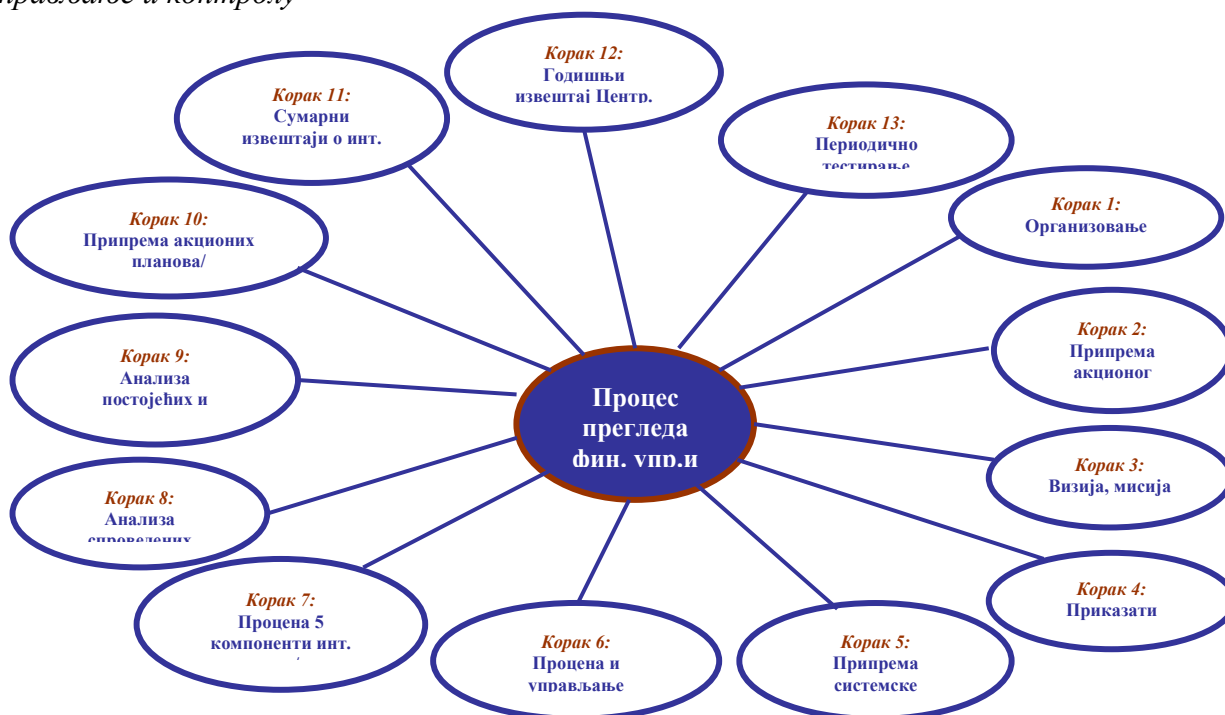 Корак 12:
Годишњи
извештај Центр.
Корак 11:
Сумарни
извештаји о инт.
Корак 13:
Периодично
тестирање
Корак 1:
Организовање
Корак 10:
Припрема акционих
планова/
Корак 2:
Припрема
акционог
Корак 9:
Анализа
постојећих и
Процес
прегледа
фин. упр.и
Корак 3:
Визија, мисија
Корак 8:
Анализа
спроведених
Корак 4:
Приказати
Корак 7:
Процена 5
компоненти инт.
Корак 6:
Процена и
управљање
Корак 5:
Припрема
системске